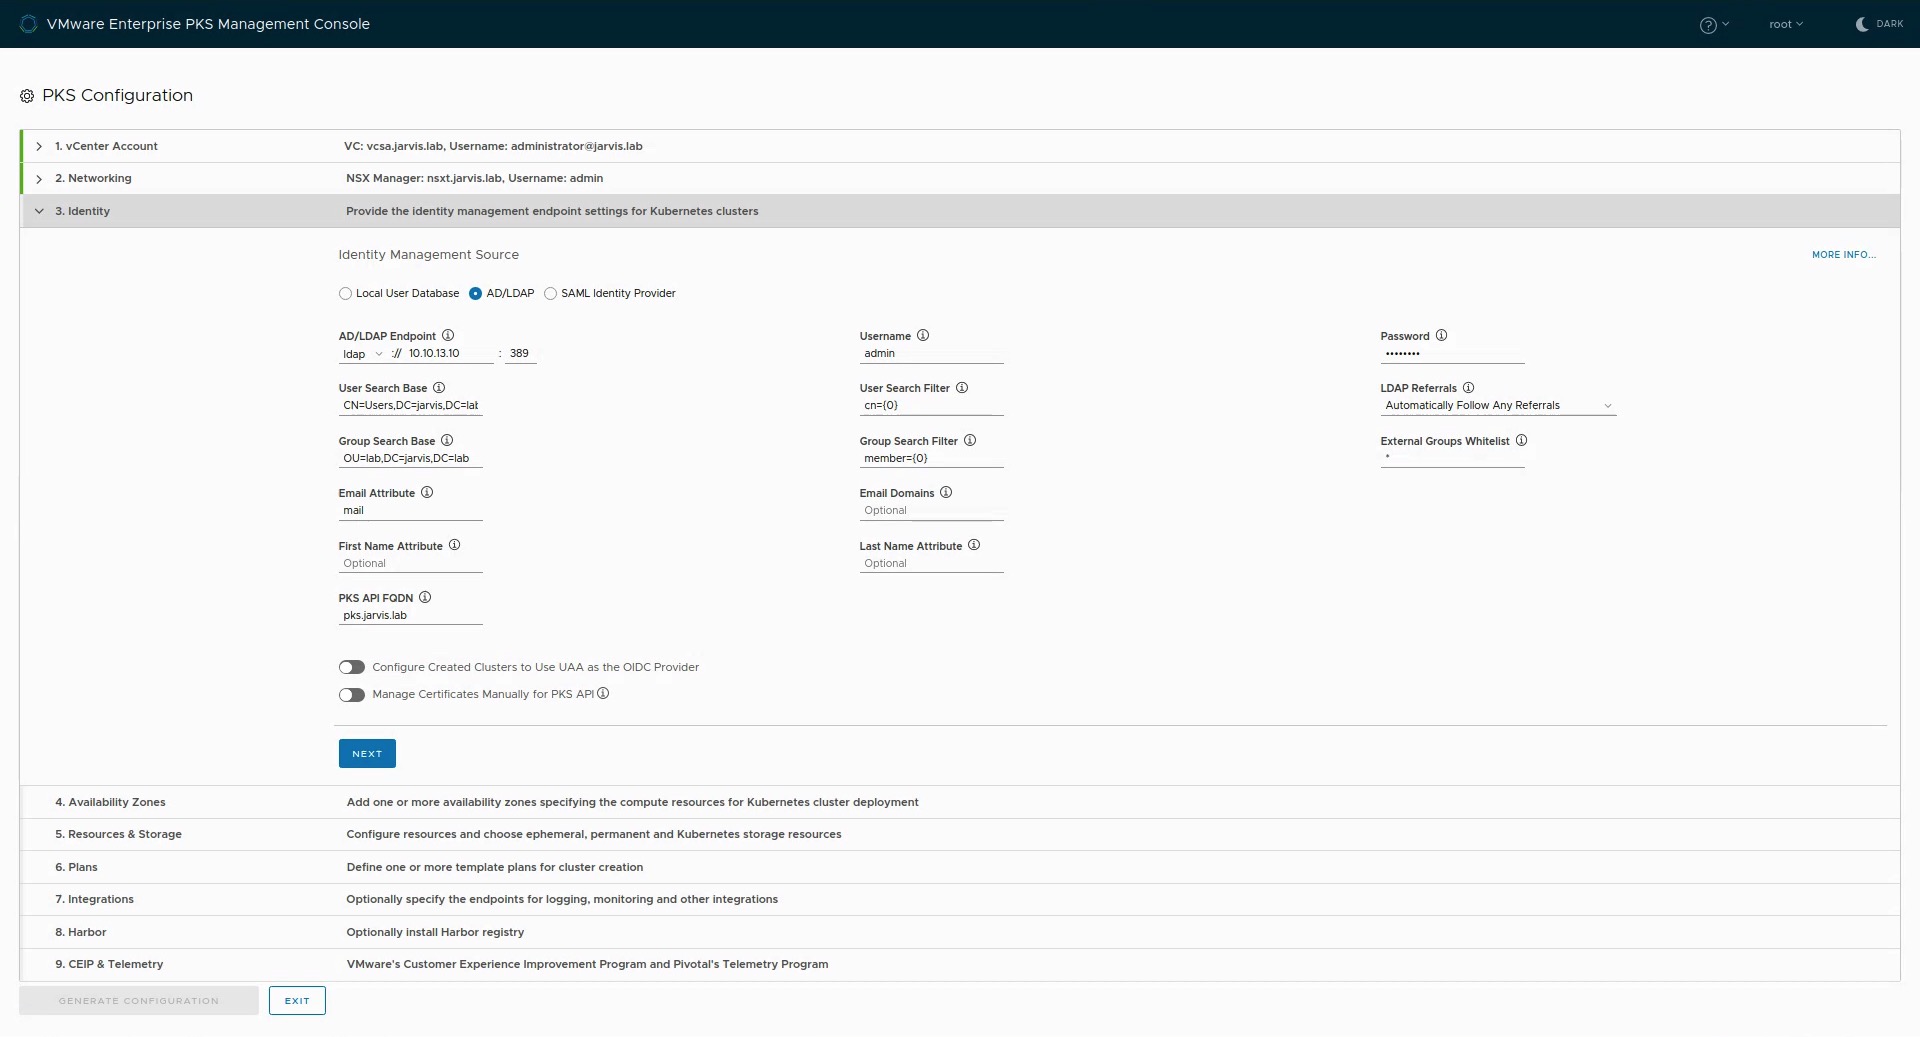 VMware Enterprise PKS Management Console
root
DARK
PKS Configuration
1. vCenter Account VC: vcsa.jarvis.lab, Username: administrator@jarvis.lab
2. Networking NSX Manager: nsxt.jarvis.lab, Username: admin
3. Identity Provide the identity management endpoint settings for Kubernetes clusters
Identity Management Source MORE INFO...
Local User Database AD/LDAP SAML Identity Provider
AD/LDAP Endpoint Username Password
ldap :// 10.10.13.10 : 389 admin ••••••••
User Search Base User Search Filter LDAP Referrals
CN=Users,DC=jarvis,DC=lab cn={0} Automatically Follow Any Referrals
Group Search Base Group Search Filter External Groups Whitelist
OU=lab,DC=jarvis,DC=lab member={0} *
Email Attribute Email Domains
mail Optional
First Name Attribute Last Name Attribute
Optional Optional
PKS API FQDN
pks.jarvis.lab
Configure Created Clusters to Use UAA as the OIDC Provider
Manage Certificates Manually for PKS API
NEXT
4. Availability Zones Add one or more availability zones specifying the compute resources for Kubernetes cluster deployment
5. Resources & Storage Configure resources and choose ephemeral, permanent and Kubernetes storage resources
6. Plans Define one or more template plans for cluster creation
7. Integrations Optionally specify the endpoints for logging, monitoring and other integrations
8. Harbor Optionally install Harbor registry
9. CEIP & Telemetry VMware's Customer Experience Improvement Program and Pivotal's Telemetry Program
GENERATE CONFIGURATION EXIT